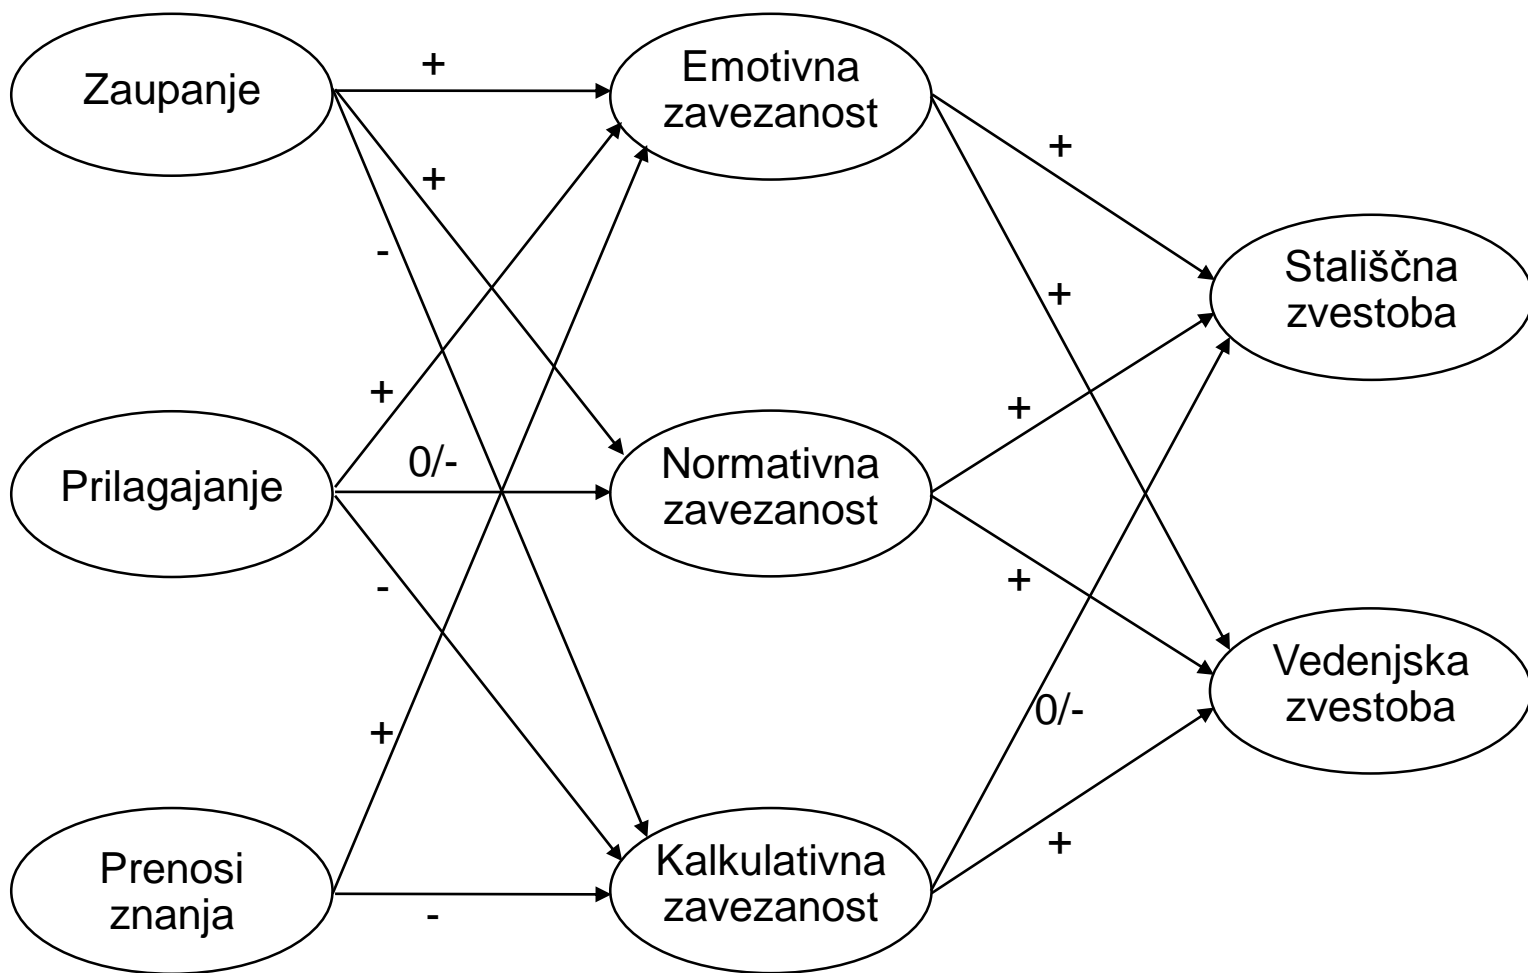 Zaupanje
+
Emotivna
zavezanost
+
+
-
+
Stališčna
zvestoba
+
+
Prilagajanje
0/-
Normativna
zavezanost
+
-
+
Vedenjska
zvestoba
0/-
+
Prenosi
znanja
-
Kalkulativna
zavezanost
+